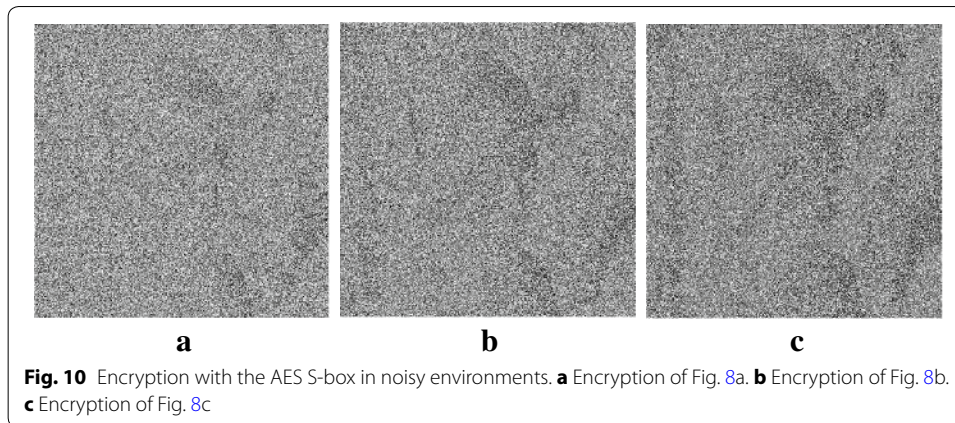 a b c
Fig. 10 Encryption with the AES S-box in noisy environments. a Encryption of Fig. 8a. b Encryption of Fig. 8b.
c Encryption of Fig. 8c